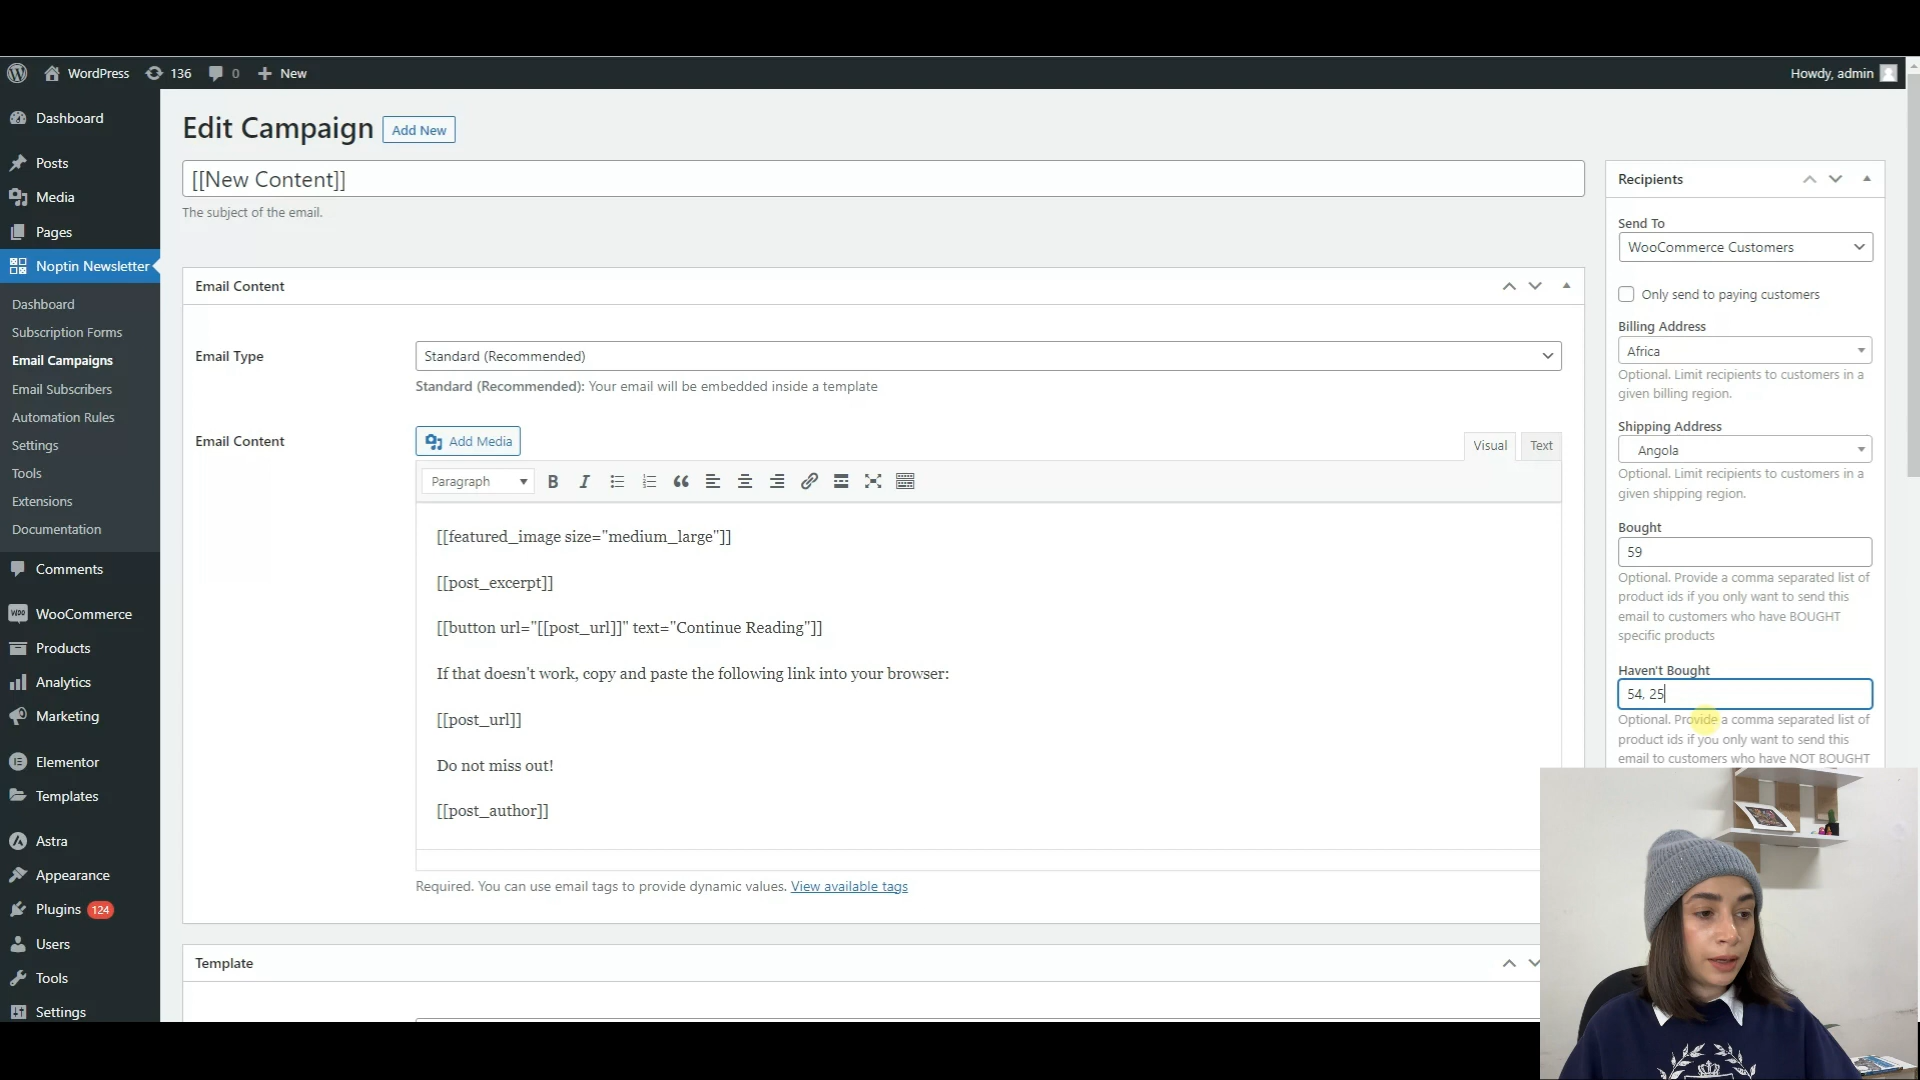 WordPress 136 0 New
Howdy, admin
Dashboard
Posts
Media
Pages
Noptin Newsletter
Dashboard
Subscription Forms
Email Campaigns
Email Subscribers
Automation Rules
Settings
Tools
Extensions
Documentation
Comments
WooCommerce
Products
Analytics
Marketing
Elementor
Templates
Astra
Appearance
Plugins 124
Users
Tools
Settings
Edit Campaign Add New
[[New Content]]
The subject of the email.
Email Content
Email Type
Standard (Recommended)
Standard (Recommended): Your email will be embedded inside a template
Email Content
Add Media
Visual Text
Paragraph
[[featured_image size="medium_large"]]
[[post_excerpt]]
[[button url="[[post_url]]" text="Continue Reading"]]
If that doesn't work, copy and paste the following link into your browser:
[[post_url]]
Do not miss out!
[[post_author]]
Required. You can use email tags to provide dynamic values. View available tags
Template
Recipients
Send To
WooCommerce Customers
Only send to paying customers
Billing Address
Africa
Optional. Limit recipients to customers in a
given billing region.
Shipping Address
Angola
Optional. Limit recipients to customers in a
given shipping region.
Bought
59
Optional. Provide a comma separated list of
product ids if you only want to send this
email to customers who have BOUGHT
specific products
Haven't Bought
54, 25
Optional. Provide a comma separated list of
product ids if you only want to send this
email to customers who have NOT BOUGHT